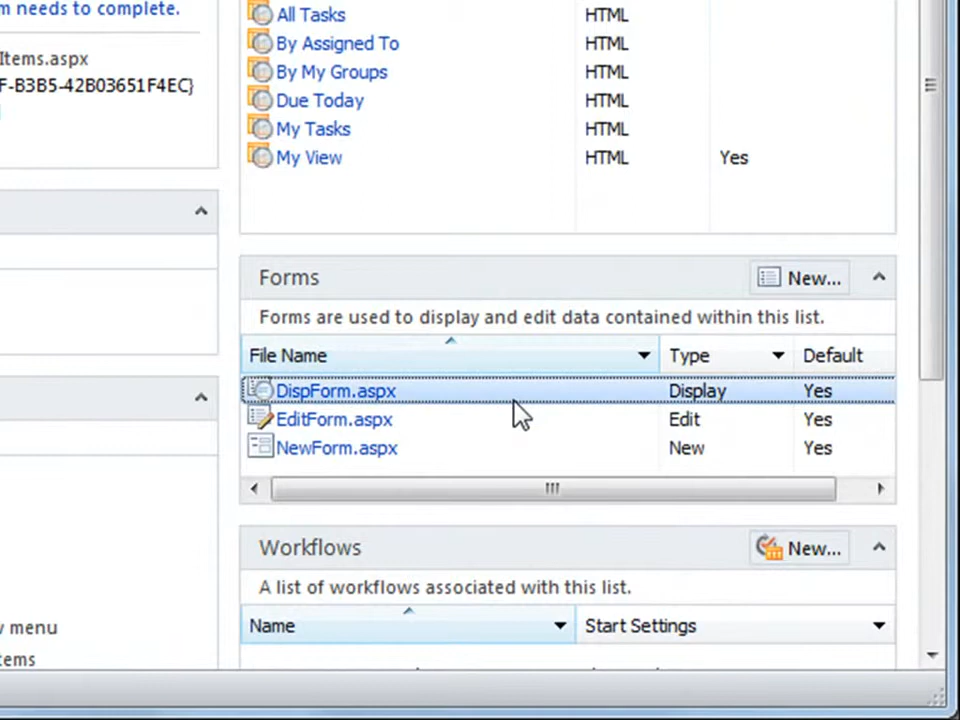 m needs to complete.
Items.aspx
F-B3B5-42B03651F4EC}
All Tasks HTML
By Assigned To HTML
By My Groups HTML
Due Today HTML
My Tasks HTML
My View HTML Yes
Forms New...
Forms are used to display and edit data contained within this list.
File Name Type Default
DispForm.aspx Display Yes
EditForm.aspx Edit Yes
NewForm.aspx New Yes
Workflows New...
A list of workflows associated with this list.
Name Start Settings
menu
tems